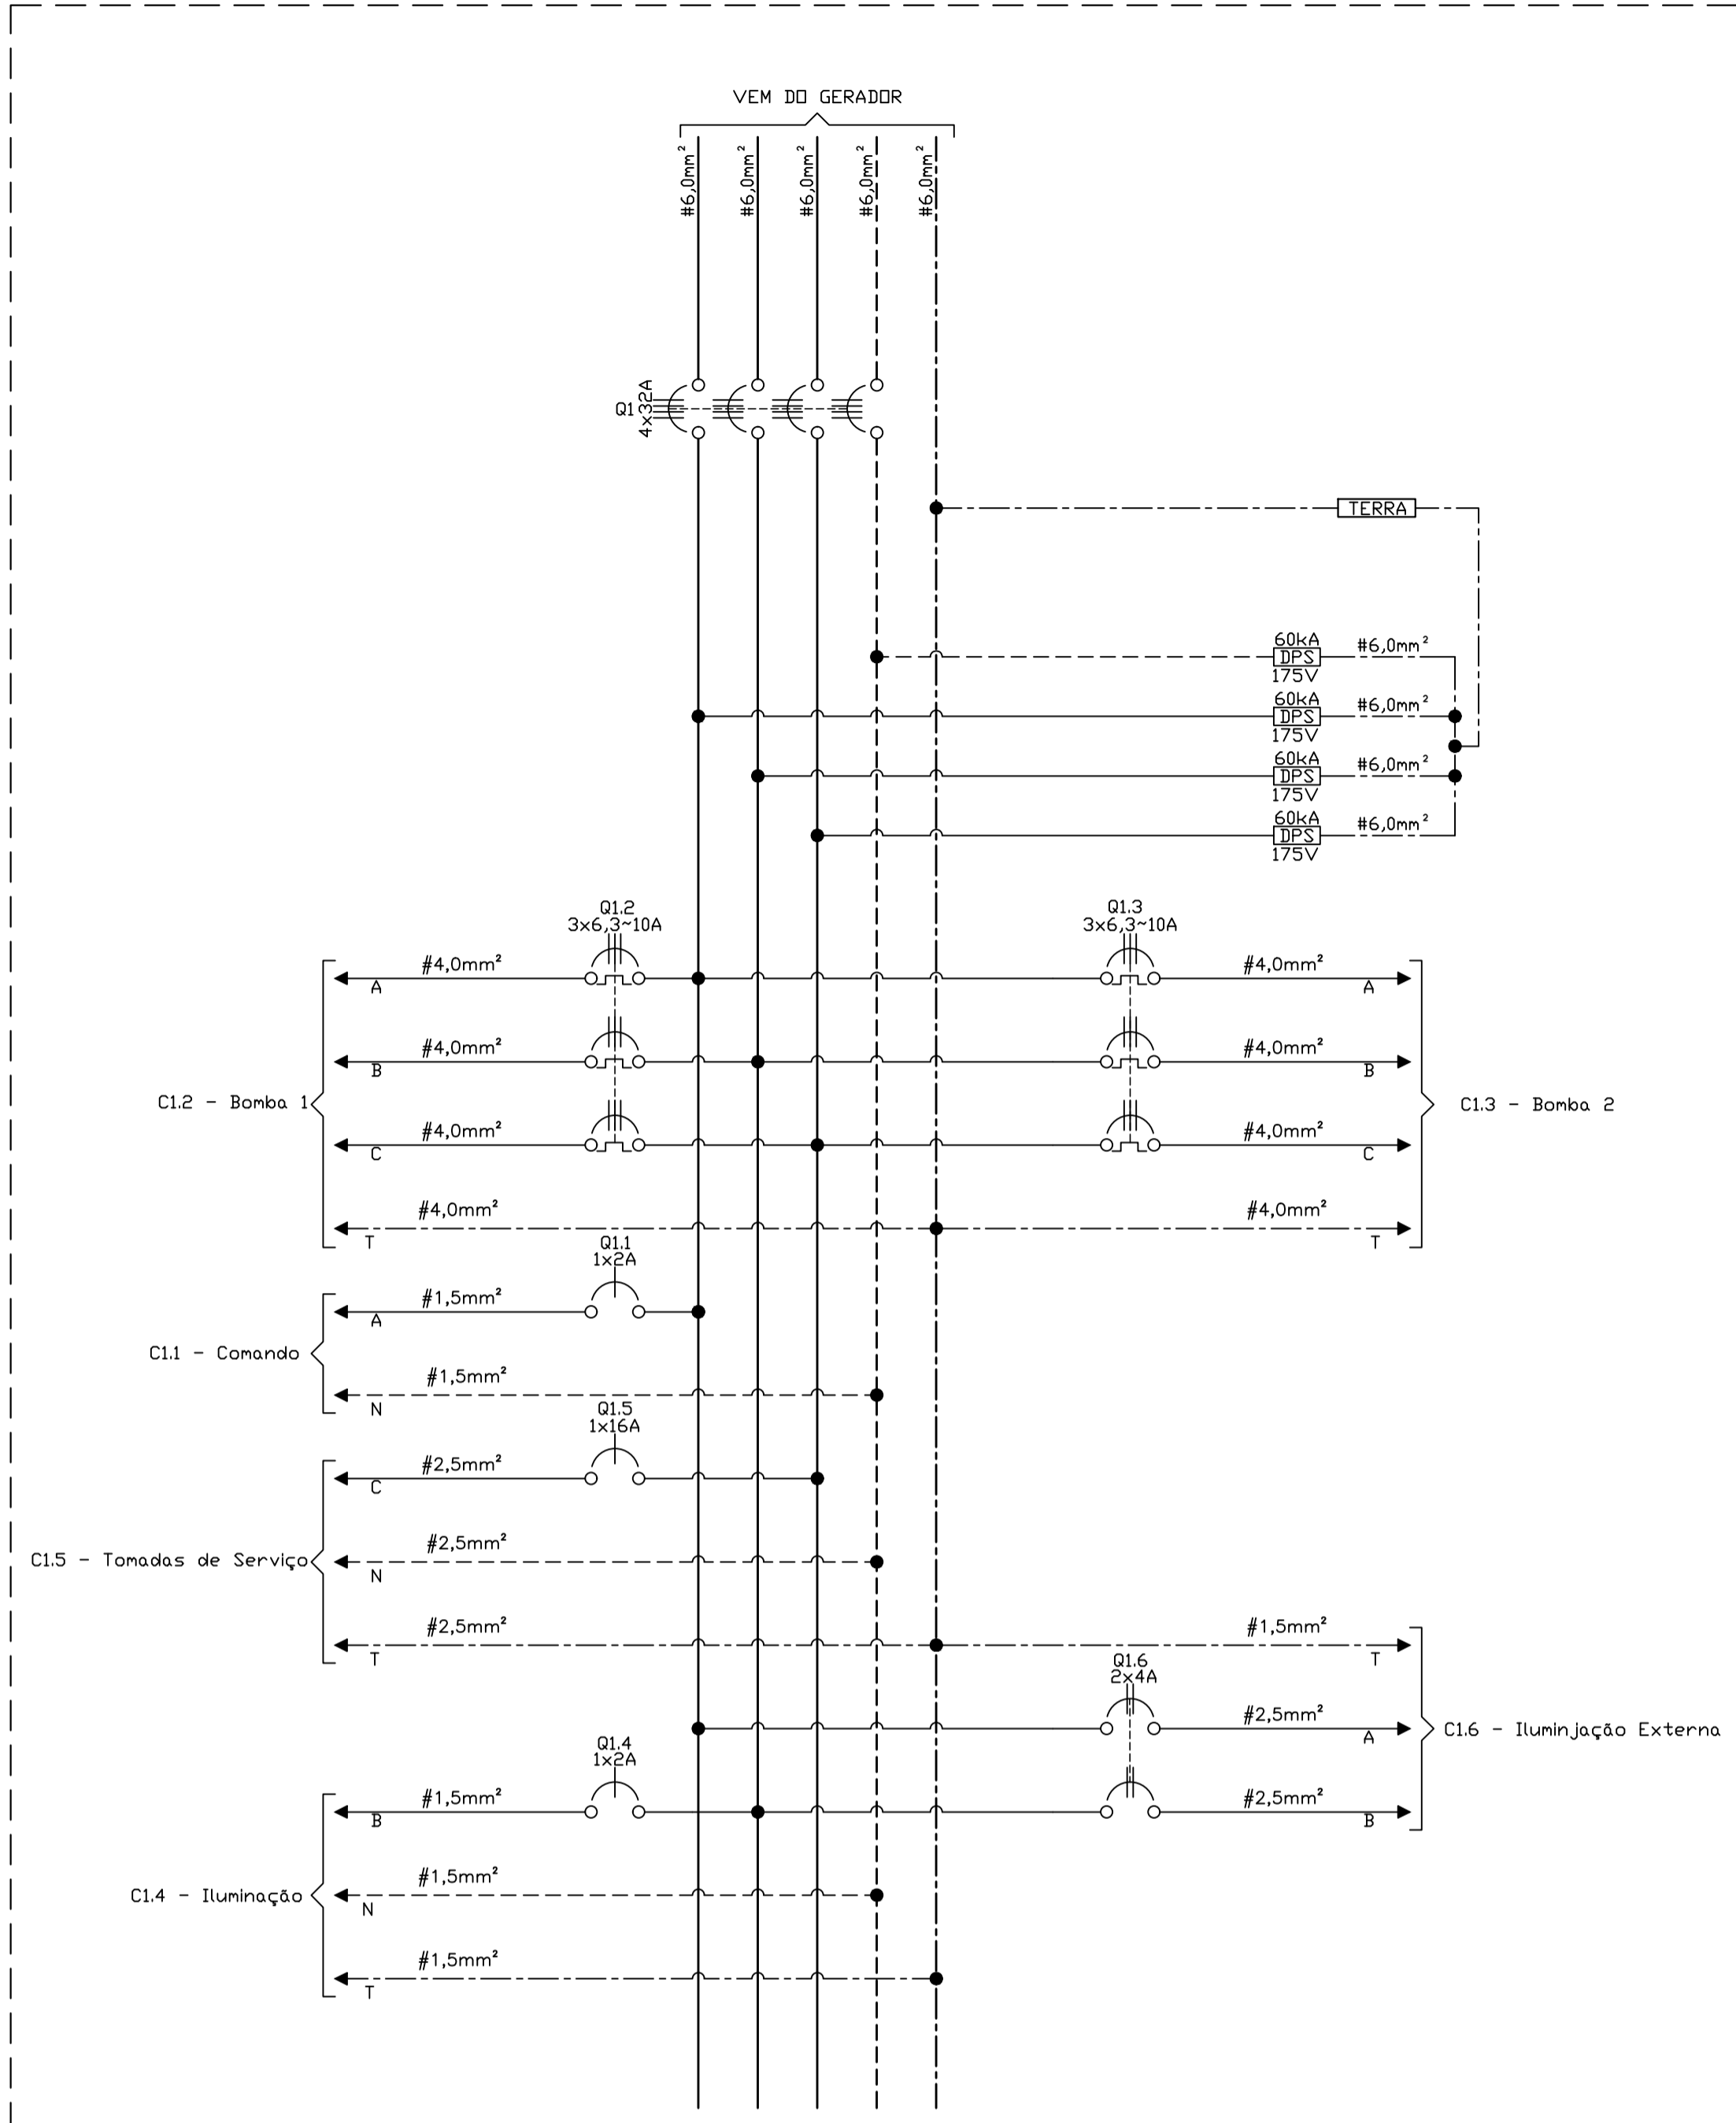 VEM DO GERADOR
#6,0mm²
#6,0mm²
#6,0mm²
#6,0mm²
#6,0mm²
Q1
4x32A
TERRA
60kA
DPS
175V
#6,0mm²
60kA
DPS
175V
#6,0mm²
60kA
DPS
175V
#6,0mm²
60kA
DPS
175V
#6,0mm²
Q1.2
3x6,3~10A
#4,0mm²
A
#4,0mm²
B
C1.2 - Bomba 1
#4,0mm²
C
#4,0mm²
T
Q1.3
3x6,3~10A
#4,0mm²
A
#4,0mm²
B
C1.3 - Bomba 2
#4,0mm²
C
#4,0mm²
T
Q1.1
1x2A
#1,5mm²
A
C1.1 - Comando
#1,5mm²
N
Q1.5
1x16A
#2,5mm²
C
#2,5mm²
C1.5 - Tomadas de Serviço
N
#2,5mm²
T
#1,5mm²
T
Q1.6
2x4A
#2,5mm²
A
C1.6 - Iluminjação Externa
#2,5mm²
B
Q1.4
1x2A
#1,5mm²
B
#1,5mm²
C1.4 - Iluminação
N
#1,5mm²
T